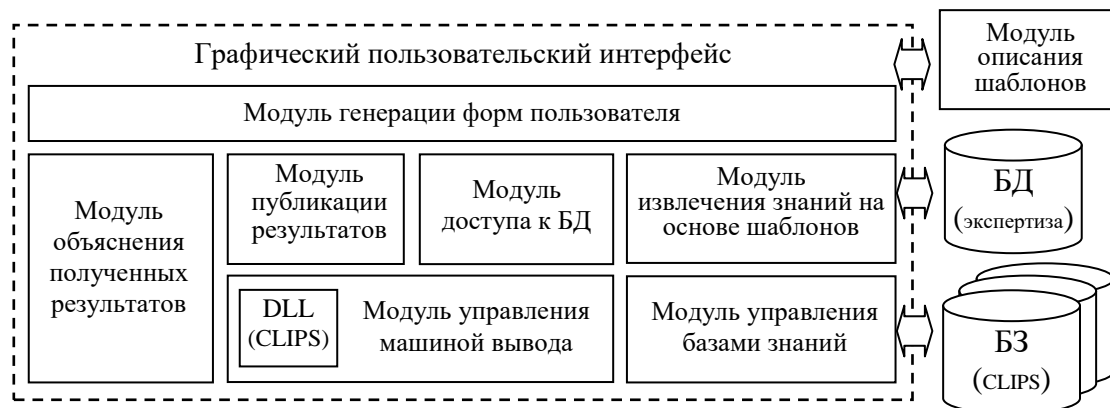 Графический пользовательский интерфейс
Модуль
описания
шаблонов
Модуль генерации форм пользователя
Модуль
объяснения
полученных
результатов
Модуль
публикации
результатов
Модуль
доступа к БД
Модуль
извлечения знаний на
основе шаблонов
БД
(экспертиза)
DLL
(CLIPS)
Модуль управления
машиной вывода
Модуль управления
базами знаний
БЗ
(CLIPS)